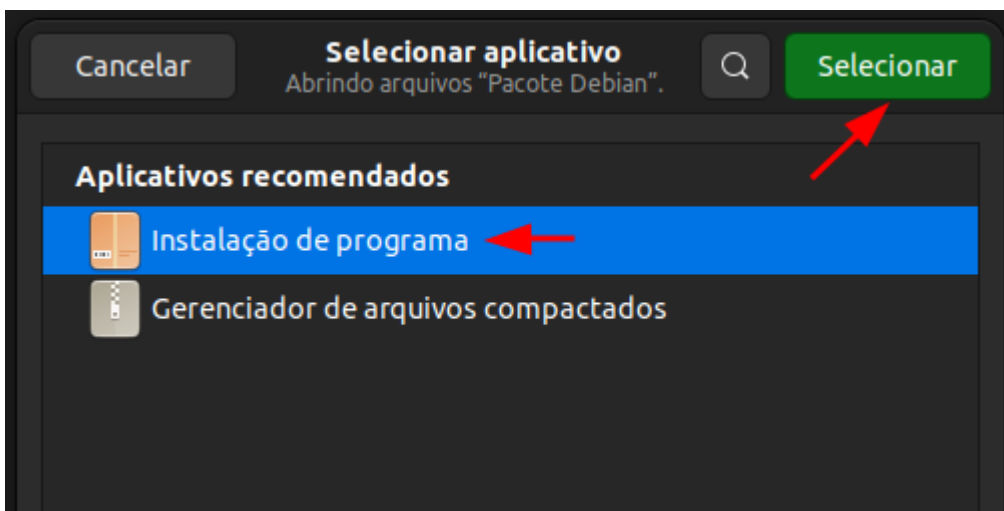 Cancelar
Selecionar aplicativo
Abrindo arquivos “Pacote Debian”.
Selecionar
Aplicativos recomendados
Instalação de programa
Gerenciador de arquivos compactados